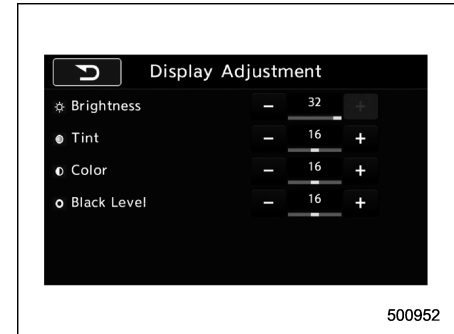 Display Adjustment
Brightness - 32 +
Tint - 16 +
Color - 16 +
Black Level - 16 +
500952